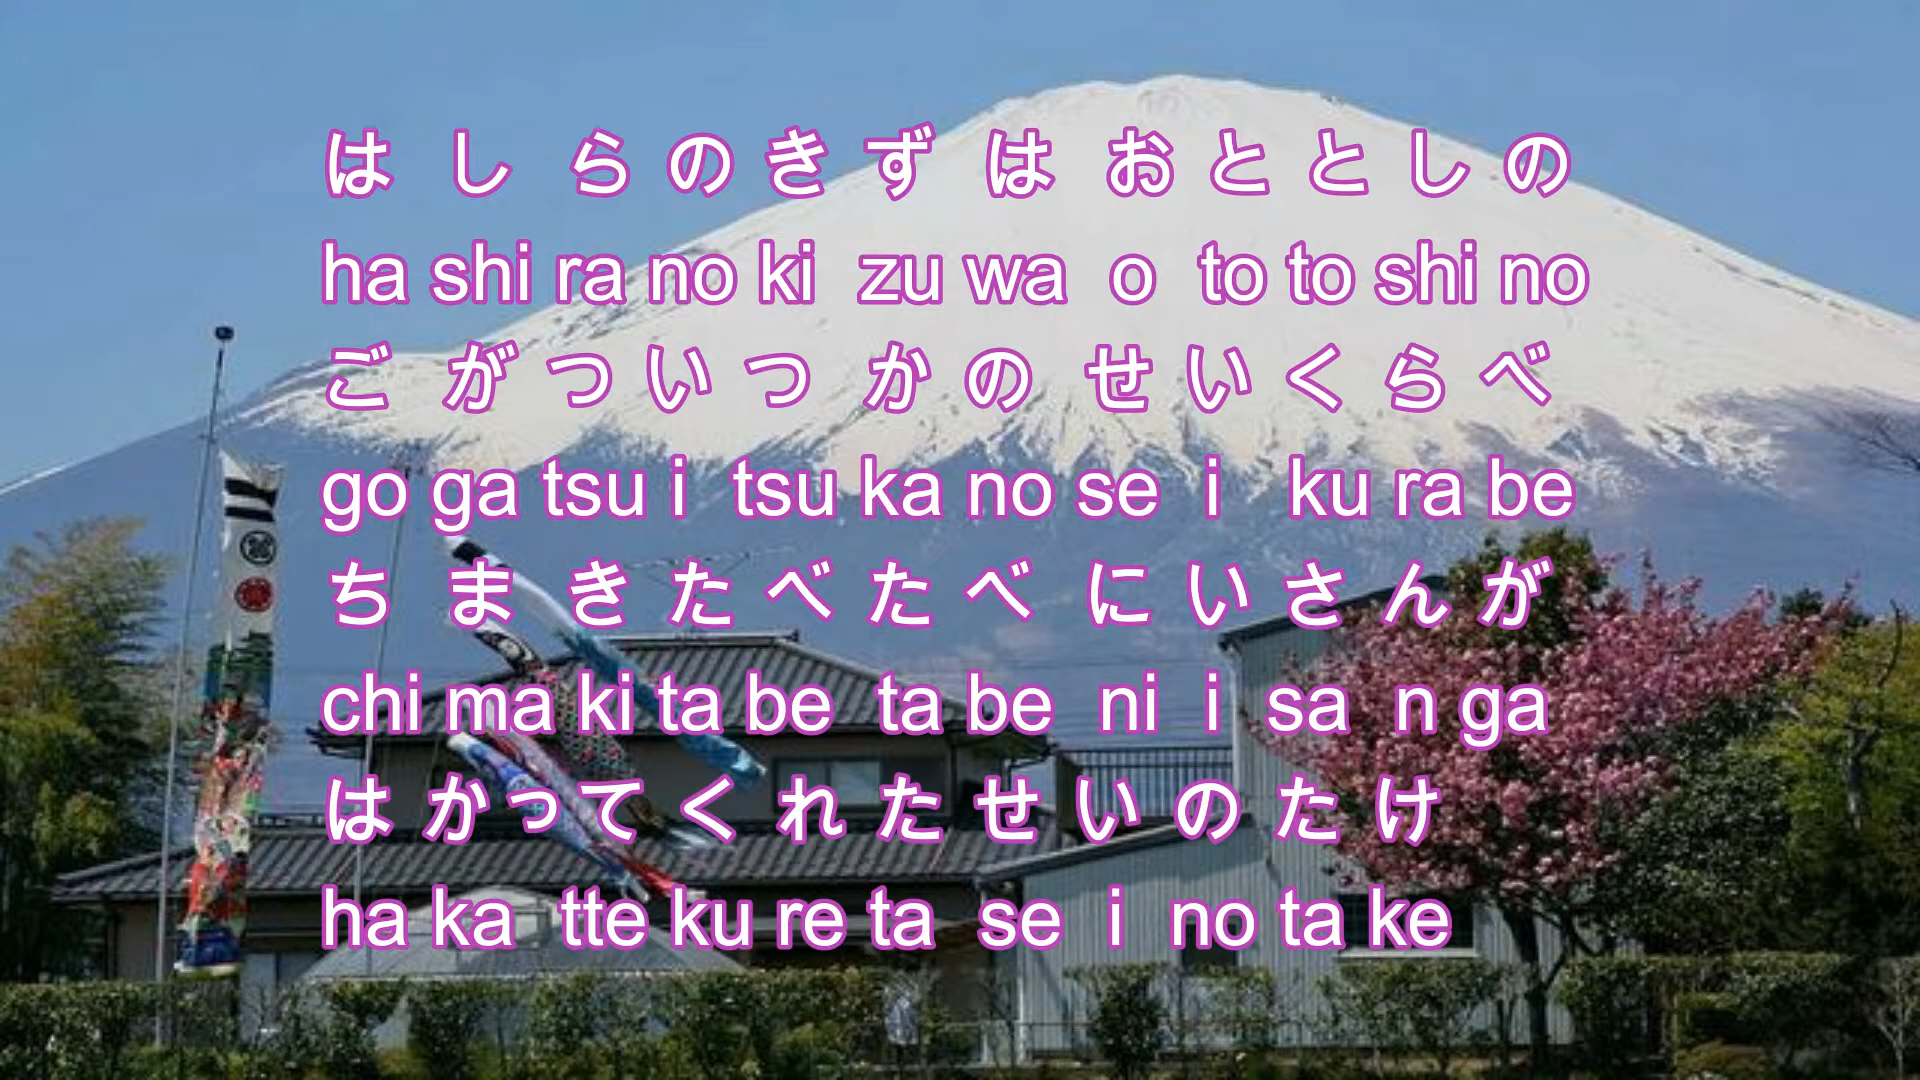 は し ら の き ず は お と と し の
ha shi ra no ki zu wa o to to shi no
ご が つ い つ か の せ い く ら べ
go ga tsu i tsu ka no se i ku ra be
ち ま き た べ た べ に い さ ん が
chi ma ki ta be ta be ni i sa n ga
は か っ て く れ た せ い の た け
ha ka tte ku re ta se i no ta ke